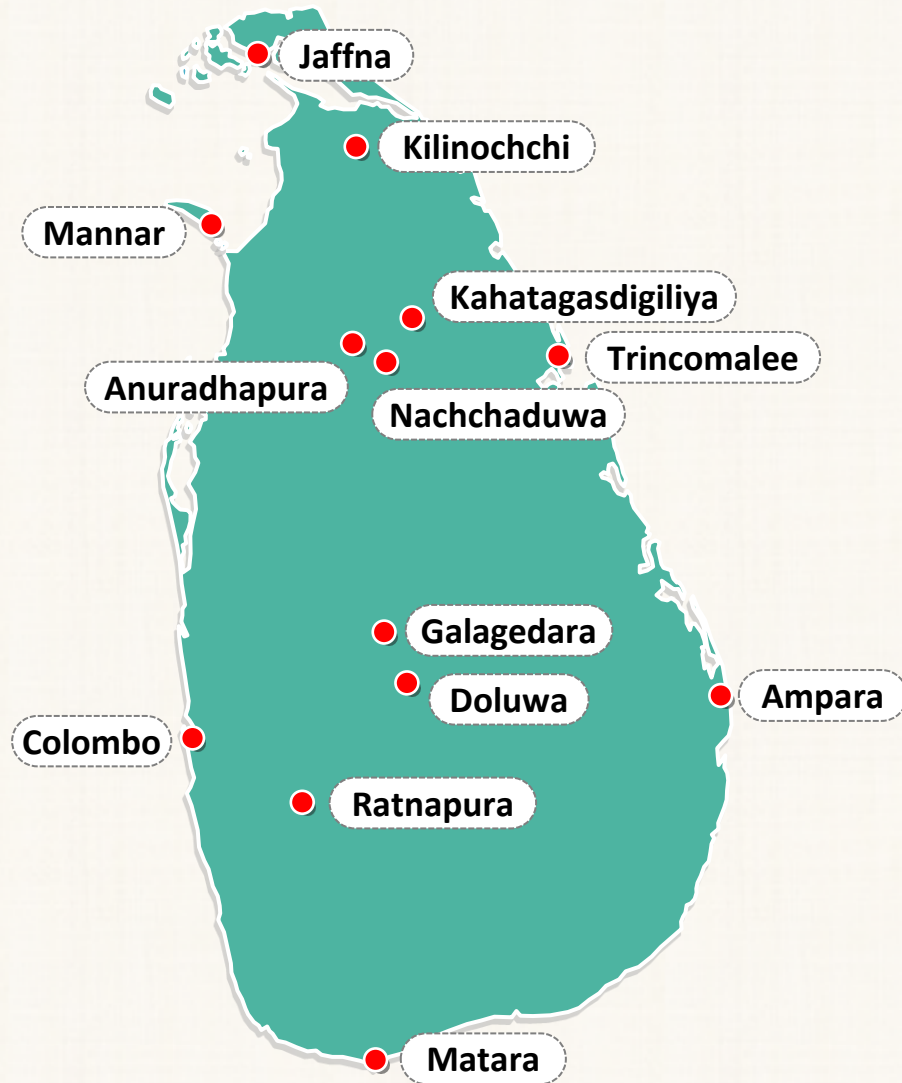 Jaffna
Kilinochchi
Mannar
Kahatagasdigiliya
Trincomalee
Anuradhapura
Nachchaduwa
Galagedara
Doluwa
Ampara
Colombo
Ratnapura
Matara